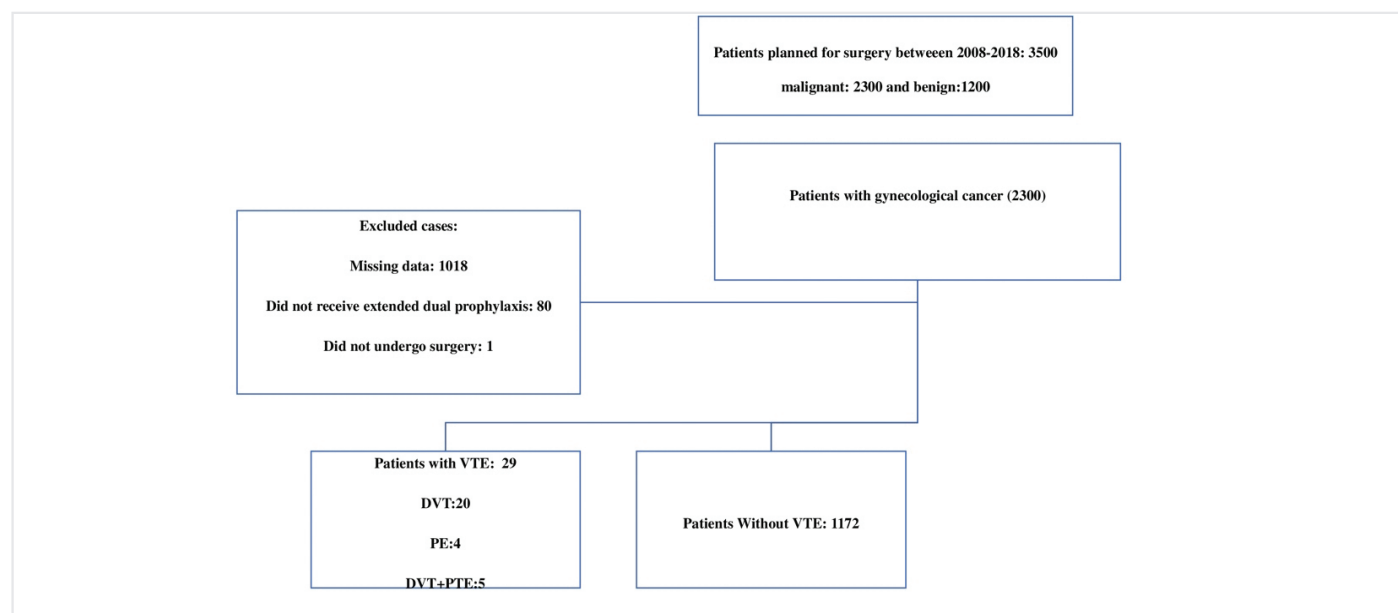 Patients planned for surgery betweeen 2008-2018: 3500
malignant: 2300 and benign:1200
Patients with gynecological cancer (2300)
Excluded cases:
Missing data: 1018
Did not receive extended dual prophylaxis: 80
Did not undergo surgery: 1
Patients with VTE: 29
DVT:20
PE:4
DVT+PTE:5
Patients Without VTE: 1172